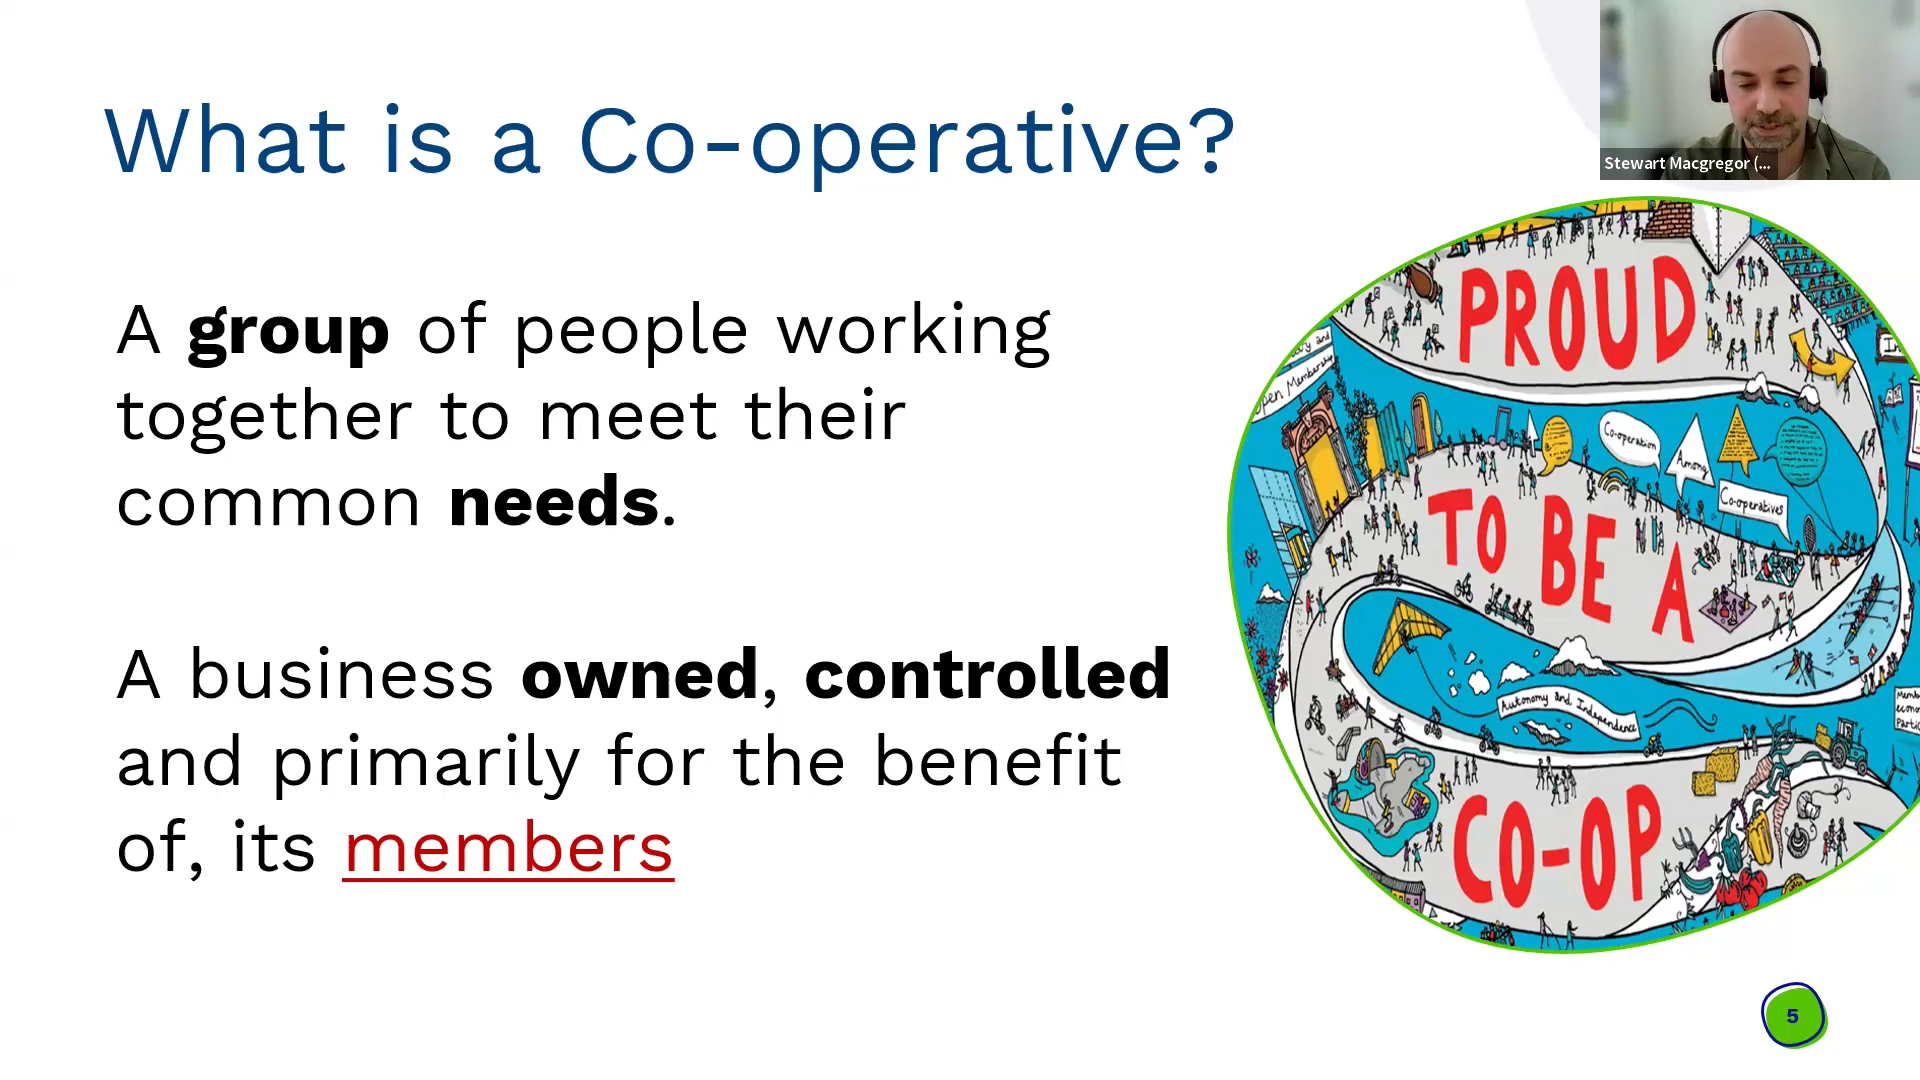 What is a Co-operative?
Stewart Macgregor (...
A group of people working
together to meet their
common needs.
A business owned, controlled
and primarily for the benefit
of, its members
PROUD
Open Membership
Co-operation
Among
Co-operatives
TO BE A
Autonomy and Independence
CO-OP
5